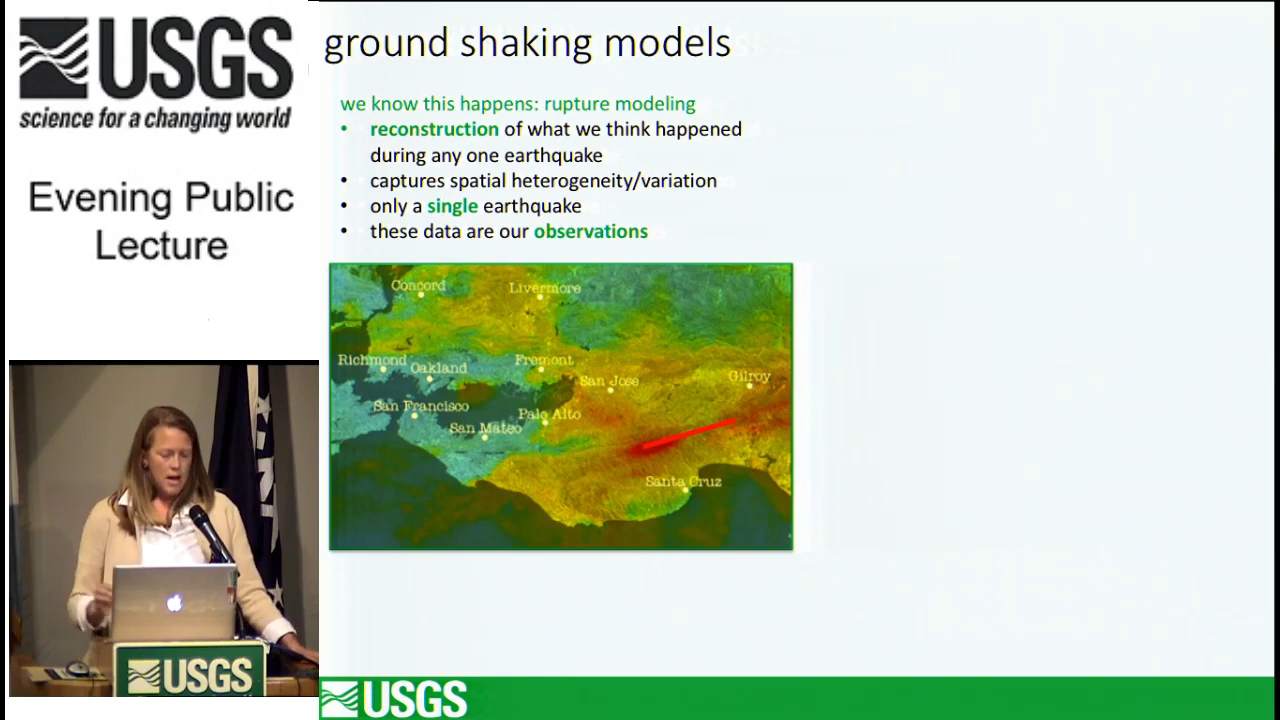 USGS
science for a changing world
Evening Public
Lecture
ground shaking models
we know this happens: rupture modeling
• reconstruction of what we think happened
during any one earthquake
• captures spatial heterogeneity/variation
• only a single earthquake
• these data are our observations
Concord
Livermore
Richmond
Oakland
Fremont
San Jose
Gilroy
San Francisco
Palo Alto
San Mateo
Santa Cruz
USGS
USGS